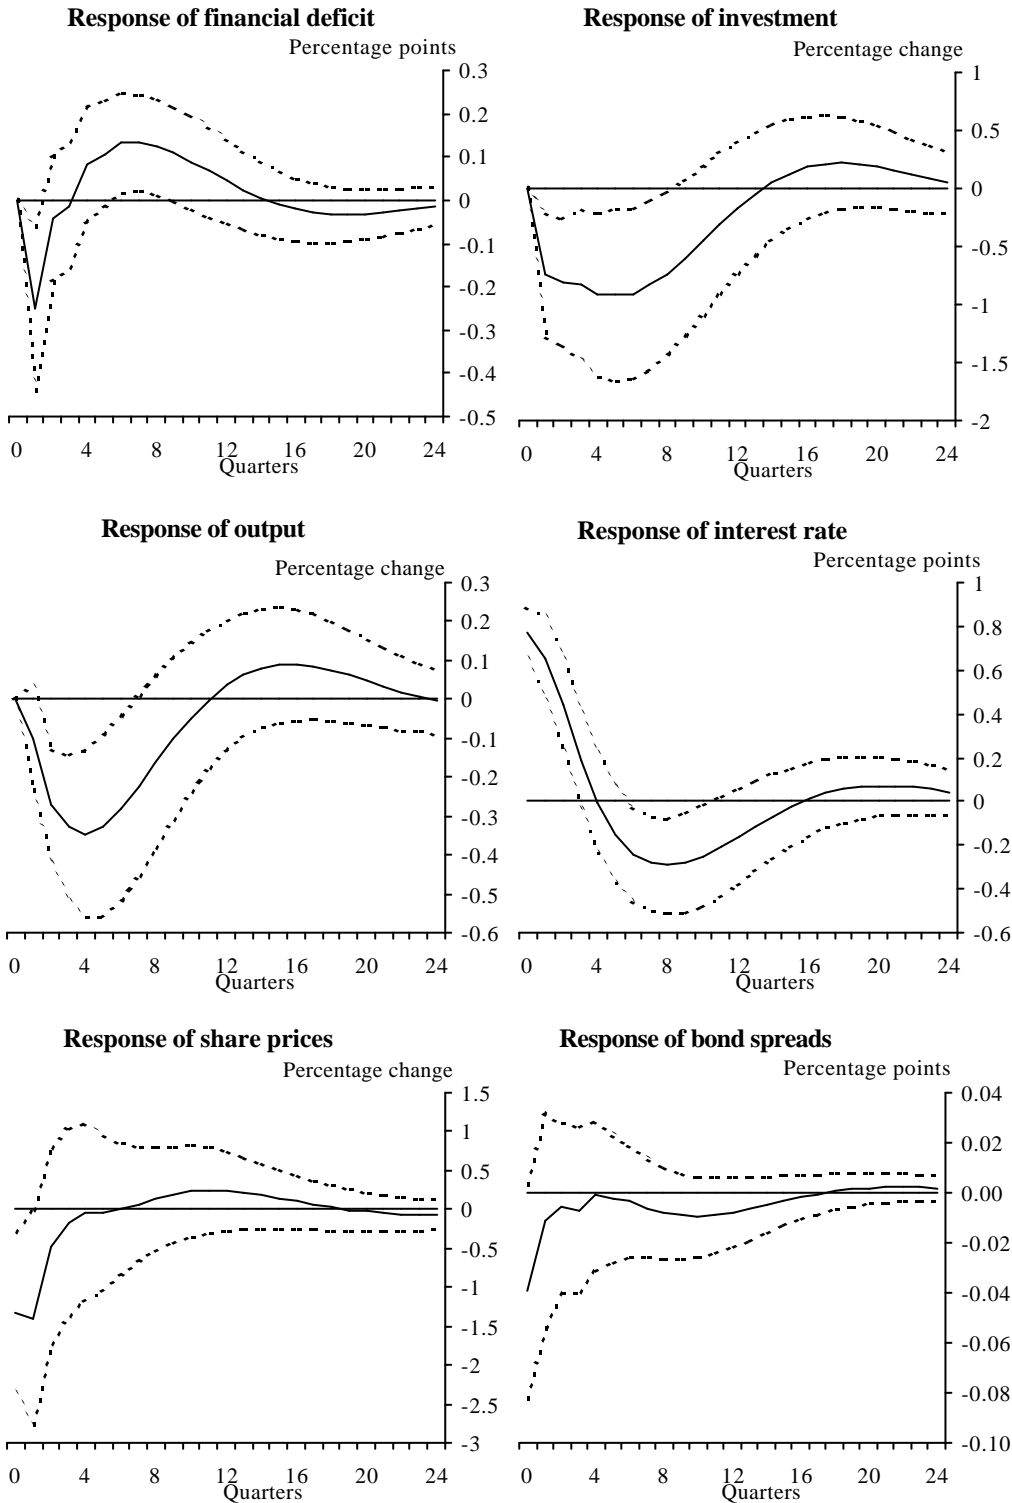 Response of financial deficit
Percentage points
0.3
0.2
0.1
0
-0.1
-0.2
-0.3
-0.4
-0.5
0 4 8 12 16 20 24
Quarters
Response of investment
Percentage change
1
0.5
0
-0.5
-1
-1.5
-2
0 4 8 12 16 20 24
Quarters
Response of output
Percentage change
0.3
0.2
0.1
0
-0.1
-0.2
-0.3
-0.4
-0.5
-0.6
0 4 8 12 16 20 24
Quarters
Response of interest rate
Percentage points
1
0.8
0.6
0.4
0.2
0
-0.2
-0.4
-0.6
0 4 8 12 16 20 24
Quarters
Response of share prices
Percentage change
1.5
1
0.5
0
-0.5
-1
-1.5
-2
-2.5
-3
0 4 8 12 16 20 24
Quarters
Response of bond spreads
Percentage points
0.04
0.02
0.00
-0.02
-0.04
-0.06
-0.08
-0.10
0 4 8 12 16 20 24
Quarters